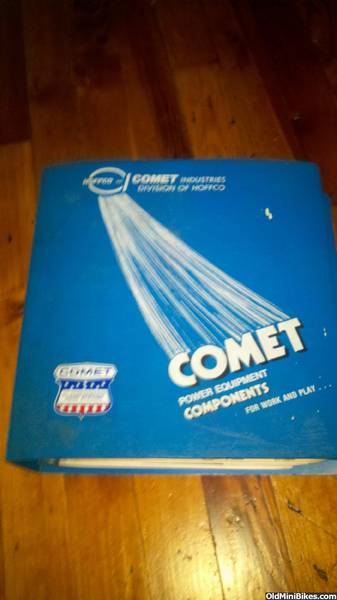 HOFFCO
COMET INDUSTRIES
DIVISION OF HOFFCO
COMET
POWER EQUIPMENT
COMPONENTS
FOR WORK AND PLAY . . .
COMET
OldMiniBikes.com